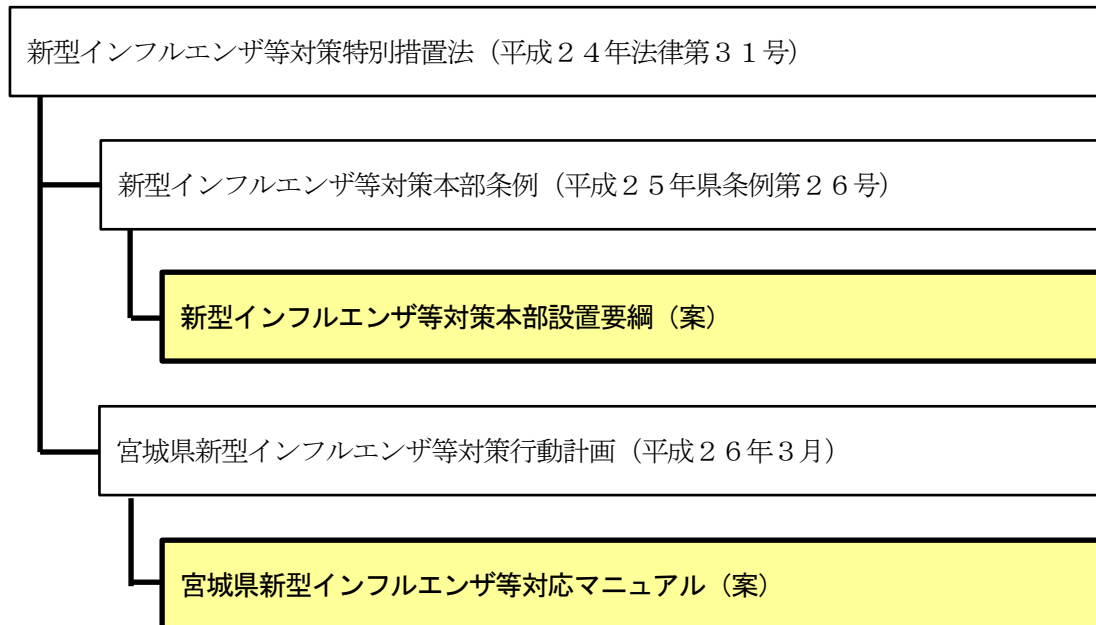 新型インフルエンザ等対策特別措置法（平成２４年法律第３１号）
新型インフルエンザ等対策本部条例（平成２５年県条例第２６号）
新型インフルエンザ等対策本部設置要綱（案）
宮城県新型インフルエンザ等対策行動計画（平成２６年３月）
宮城県新型インフルエンザ等対応マニュアル（案）